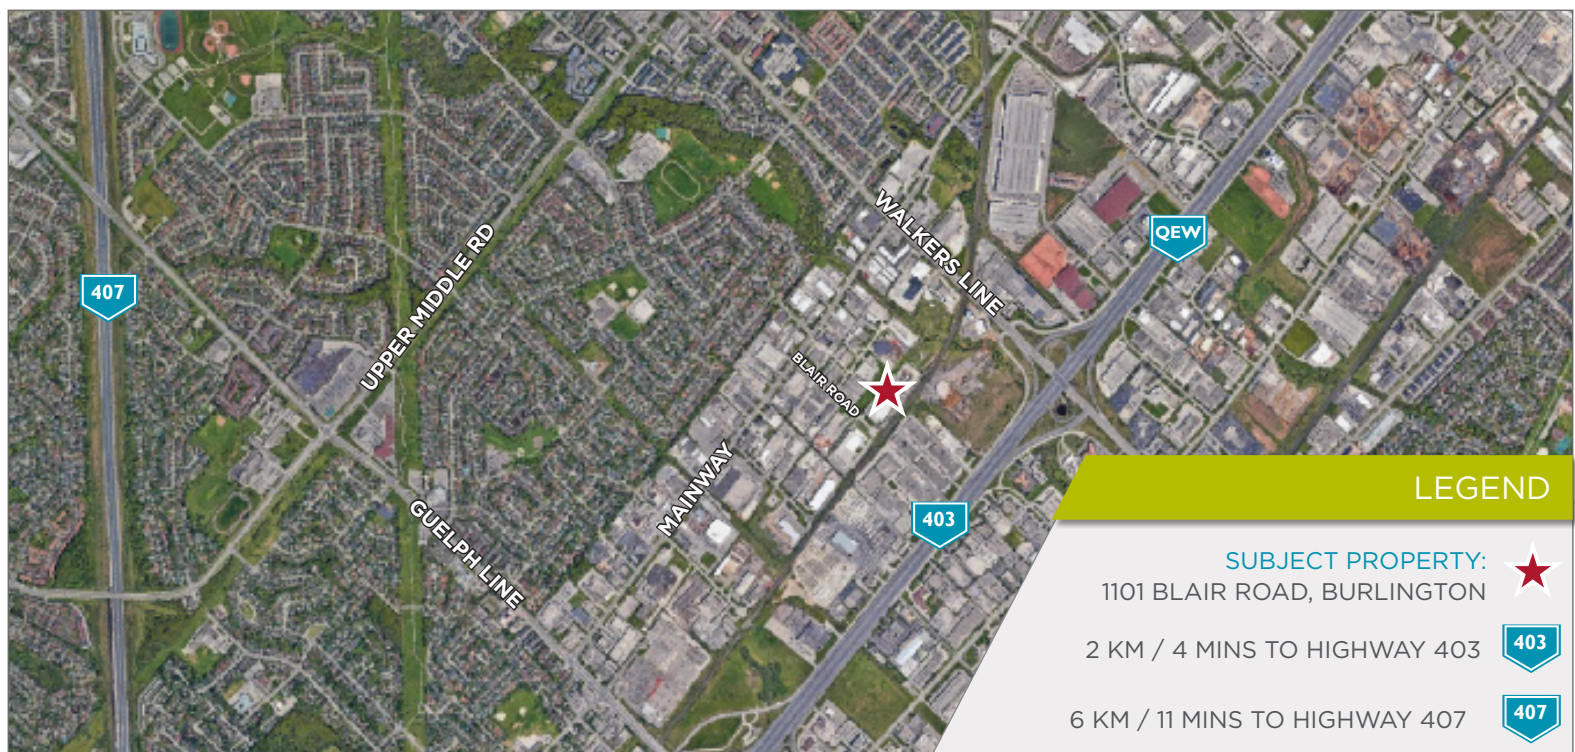 WALKERS LINE
QEW
UPPER MIDDLE RD
407
BLAIR ROAD
MAINWAY
GUELPH LINE
403
LEGEND
SUBJECT PROPERTY:
1101 BLAIR ROAD, BURLINGTON
2 KM / 4 MINS TO HIGHWAY 403
403
6 KM / 11 MINS TO HIGHWAY 407
407